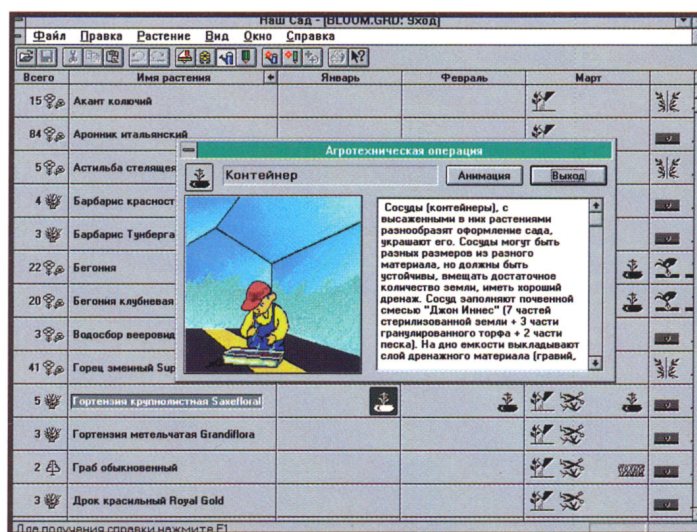 Наш Сад - [BLOOM.GRD: Уход]
Файл Правка Растение Вид Окно Справка
Всего Имя растения Январь Февраль Март
15 Акант колючий
84 Аронник итальянский
Агротехническая операция
Контейнер Анимация Выход
5 Астильба стелящея
4 Барбарис красност
3 Барбарис Тунберга
22 Бегония
20 Бегония клубневая
3 Водосбор вееровид
41 Горец змеиный Sup
Сосуды (контейнеры), с
высаженными в них растениями
разнообразят оформление сада,
украшают его. Сосуды могут быть
разных размеров из разного
материала, но должны быть
устойчивы, вмещать достаточное
количество земли, иметь хороший
дренаж. Сосуд заполняют почвенной
смесью "Джон Иннес" (7 частей
стерилизованной земли + 3 части
гранулированного торфа + 2 части
песка). На дно емкости выкладывают
слой дренажного материала (гравий,
5 Гортензия крупнолистная Saxefloral
3 Гортензия метельчатая Grandiflora
2 Граб обыкновенный
3 Дрок красильный Royal Gold
Для получения справки нажмите F1